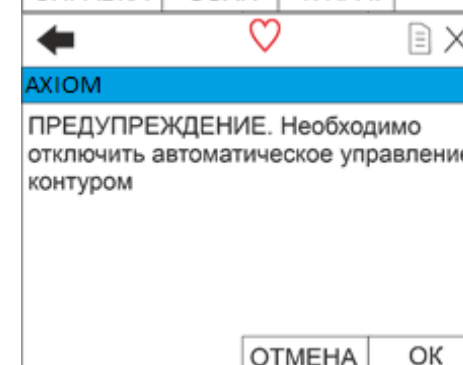 AXIOM
ПРЕДУПРЕЖДЕНИЕ. Необходимо
отключить автоматическое управление
контуром
ОТМЕНА
ОК